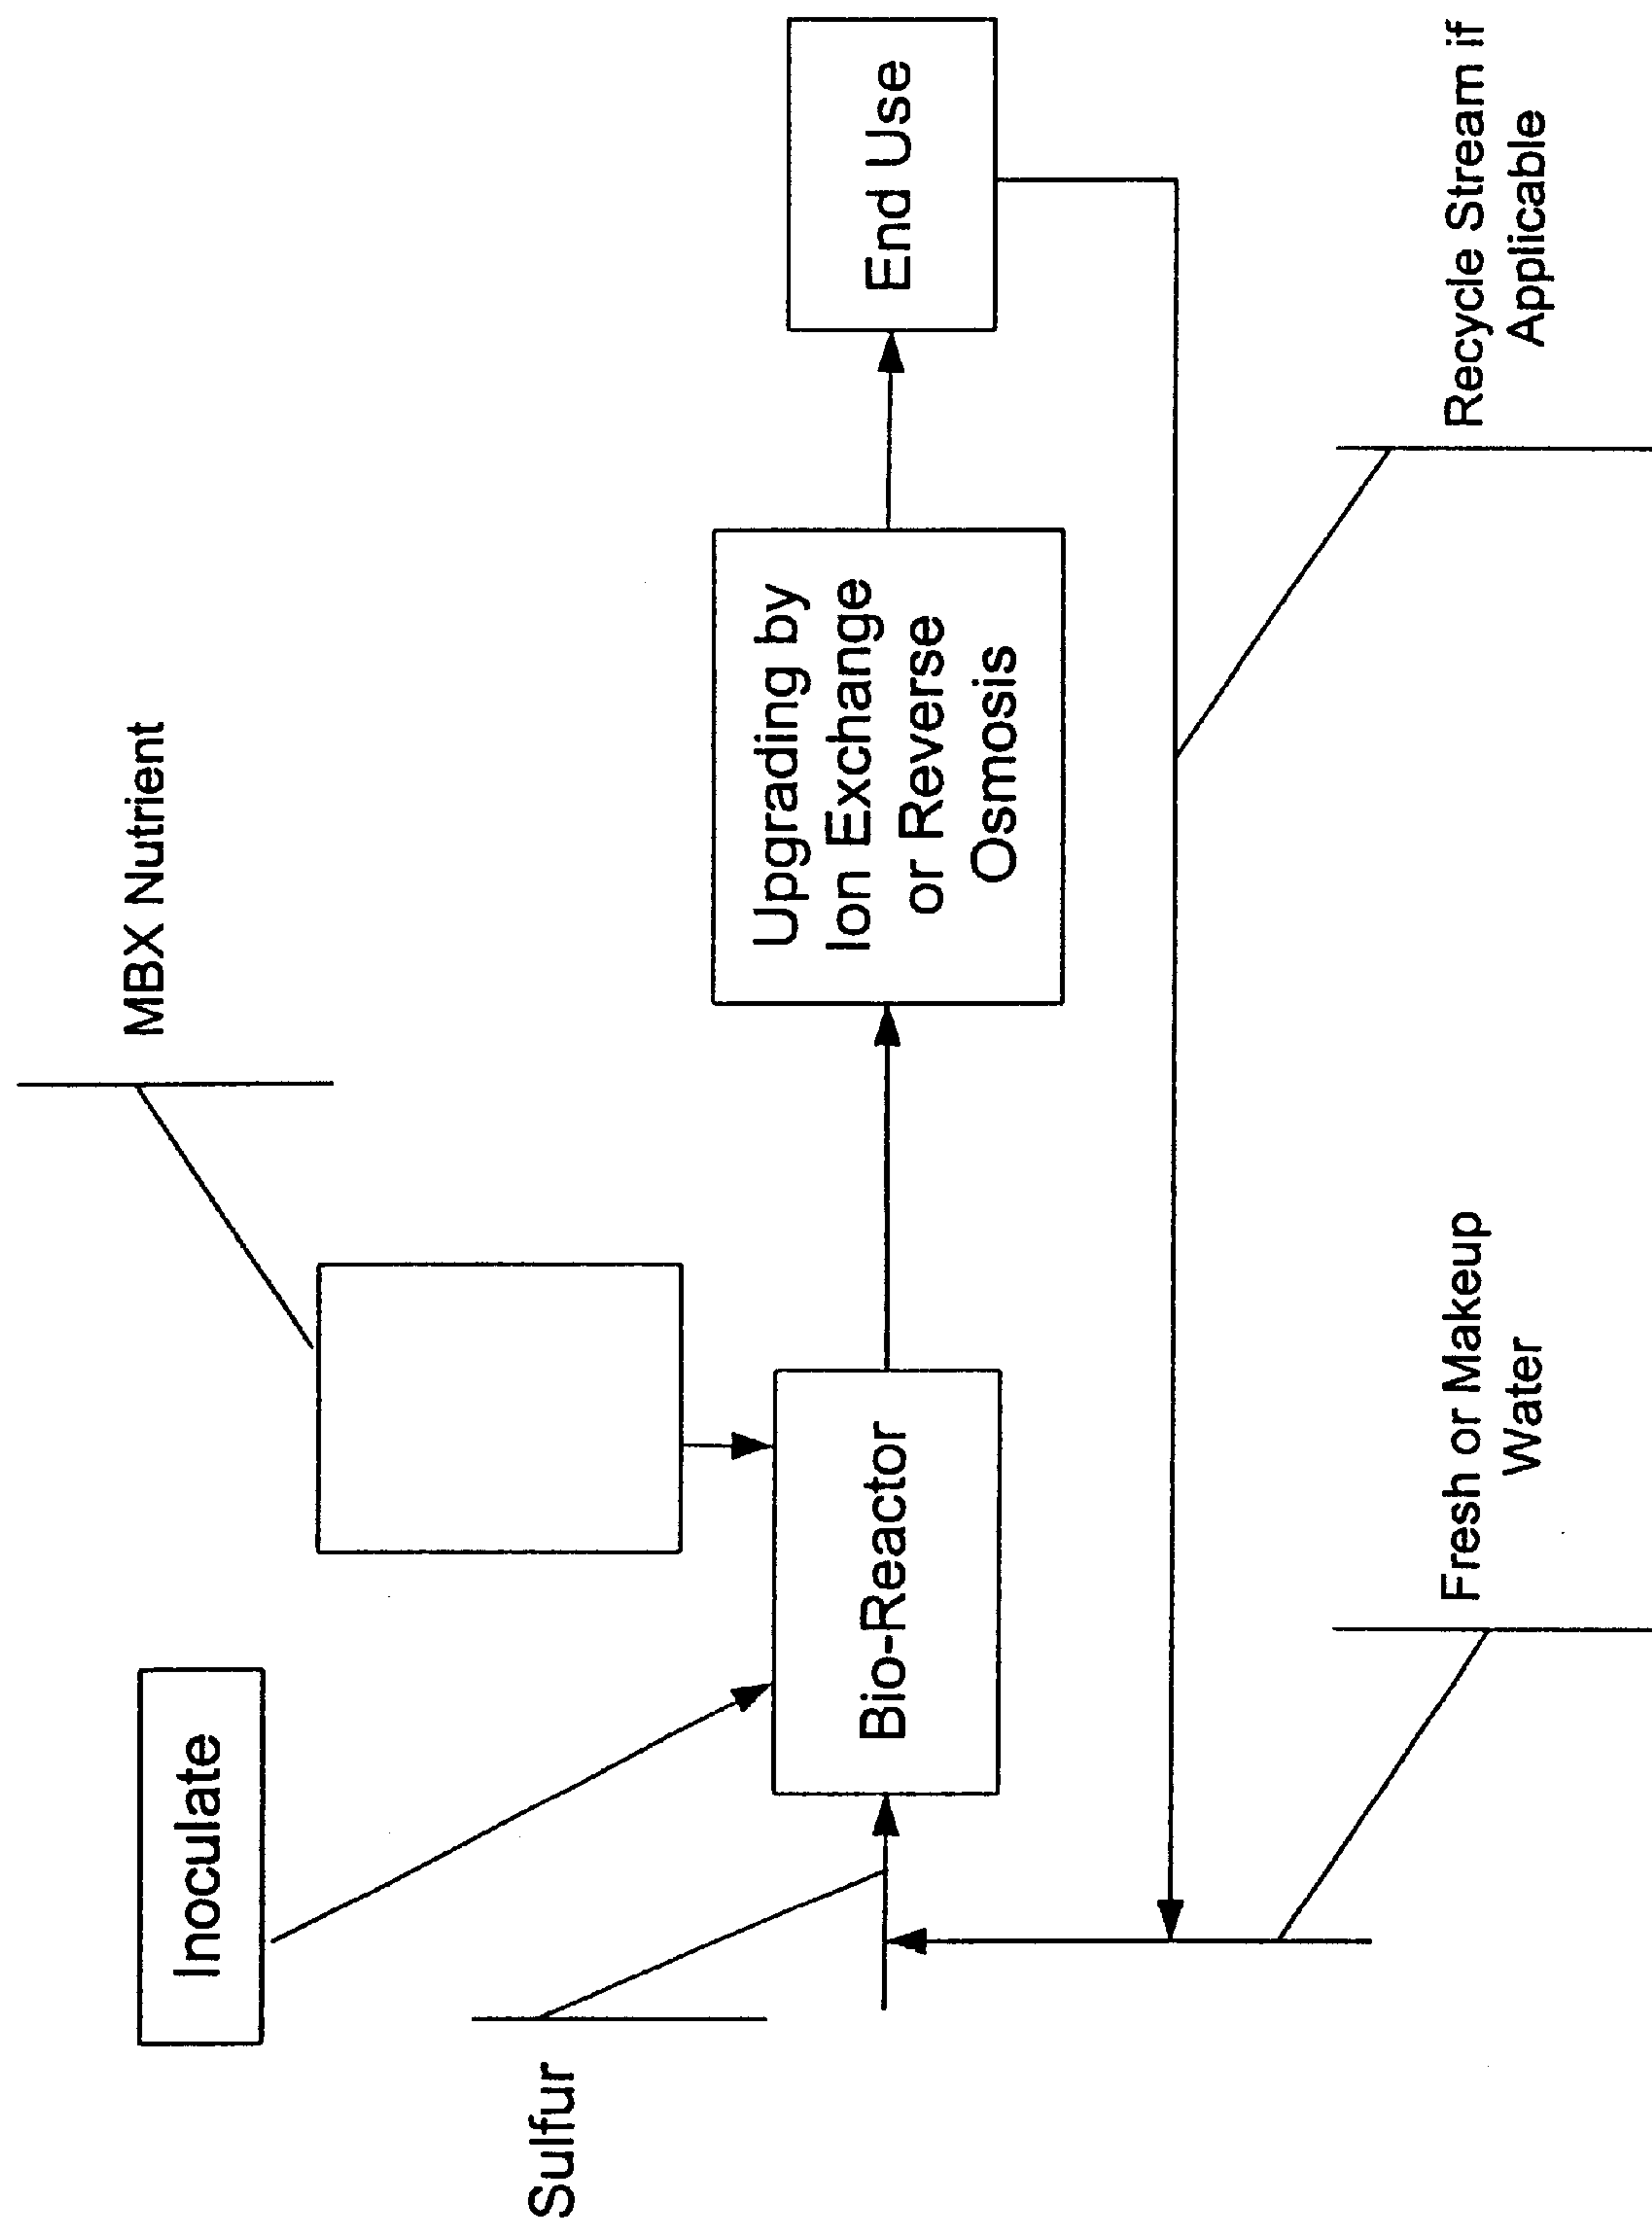 MBX Nutrient
Inoculate
Sulfur
Bio-Reactor
Upgrading by
Ion Exchange
or Reverse
Osmosis
End Use
Fresh or Makeup
Water
Recycle Stream if
Applicable